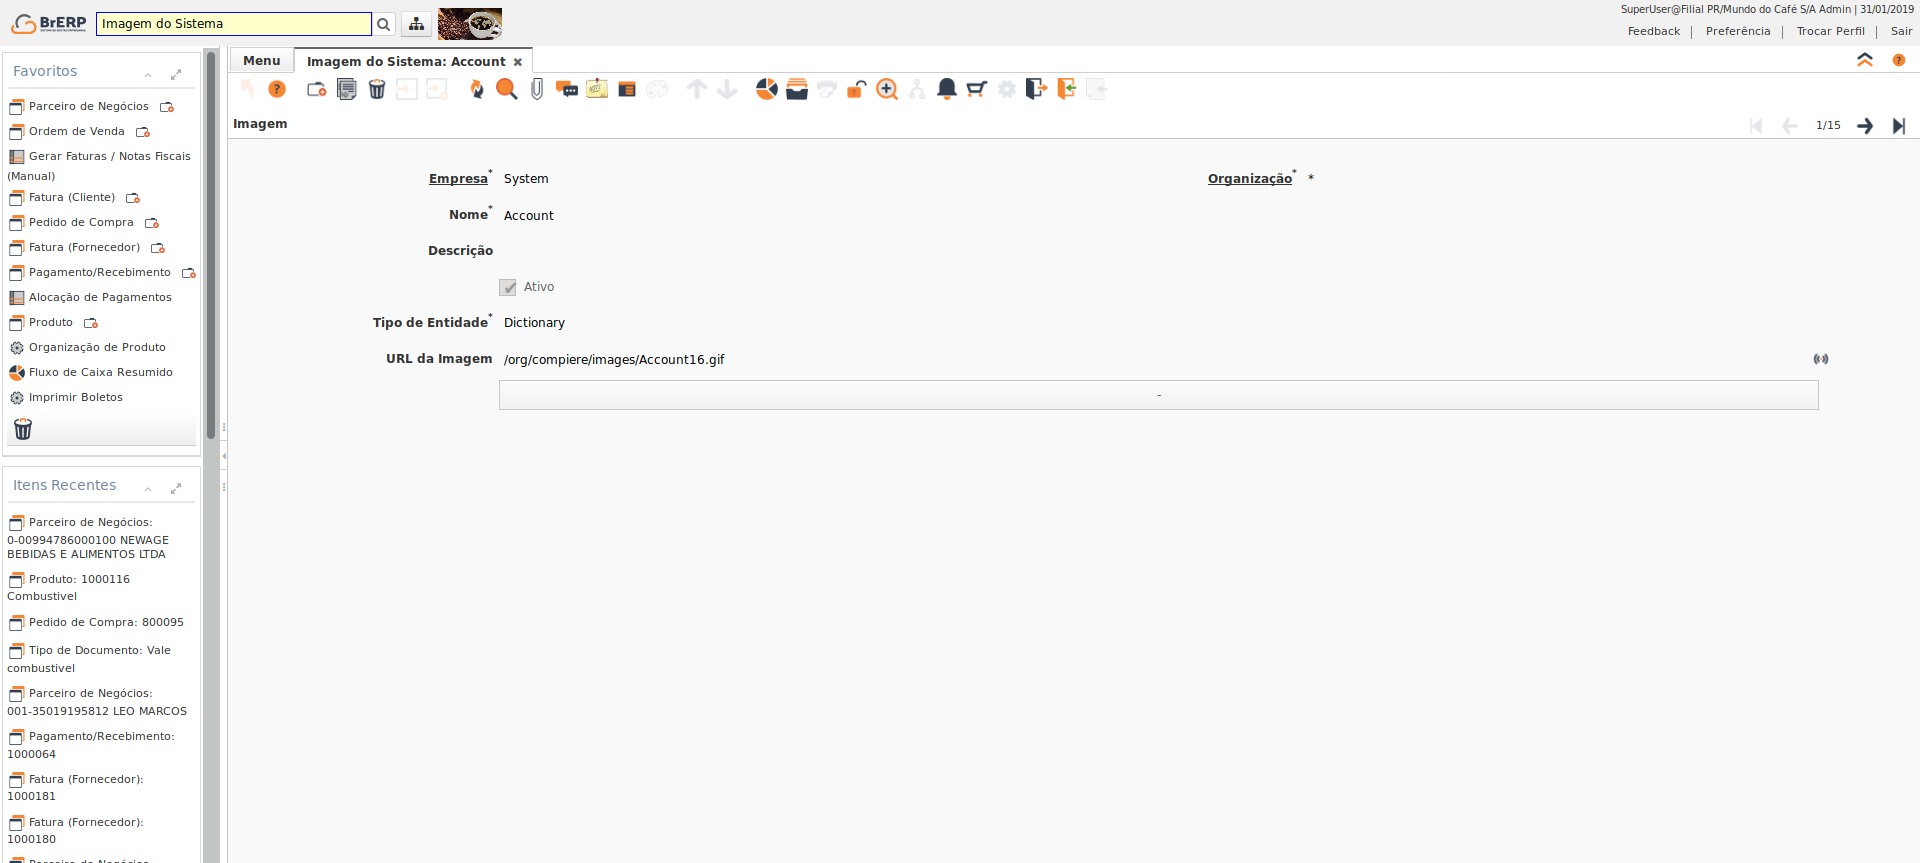 BrERP
Imagem do Sistema
SuperUser@Filial PR/Mundo do Café S/A Admin | 31/01/2019
Feedback | Preferência | Trocar Perfil | Sair
Favoritos
Parceiro de Negócios
Ordem de Venda
Gerar Faturas / Notas Fiscais
(Manual)
Fatura (Cliente)
Pedido de Compra
Fatura (Fornecedor)
Pagamento/Recebimento
Alocação de Pagamentos
Produto
Organização de Produto
Fluxo de Caixa Resumido
Imprimir Boletos
Itens Recentes
Parceiro de Negócios:
0-00994786000100 NEWAGE
BEBIDAS E ALIMENTOS LTDA
Produto: 1000116
Combustivel
Pedido de Compra: 800095
Tipo de Documento: Vale
combustivel
Parceiro de Negócios:
001-35019195812 LEO MARCOS
Pagamento/Recebimento:
1000064
Fatura (Fornecedor):
1000181
Fatura (Fornecedor):
1000180
Parceiro de Negócios
Menu
Imagem do Sistema: Account
Imagem
1/15
Empresa* System
Organização* *
Nome* Account
Descrição
Ativo
Tipo de Entidade* Dictionary
URL da Imagem /org/compiere/images/Account16.gif
-